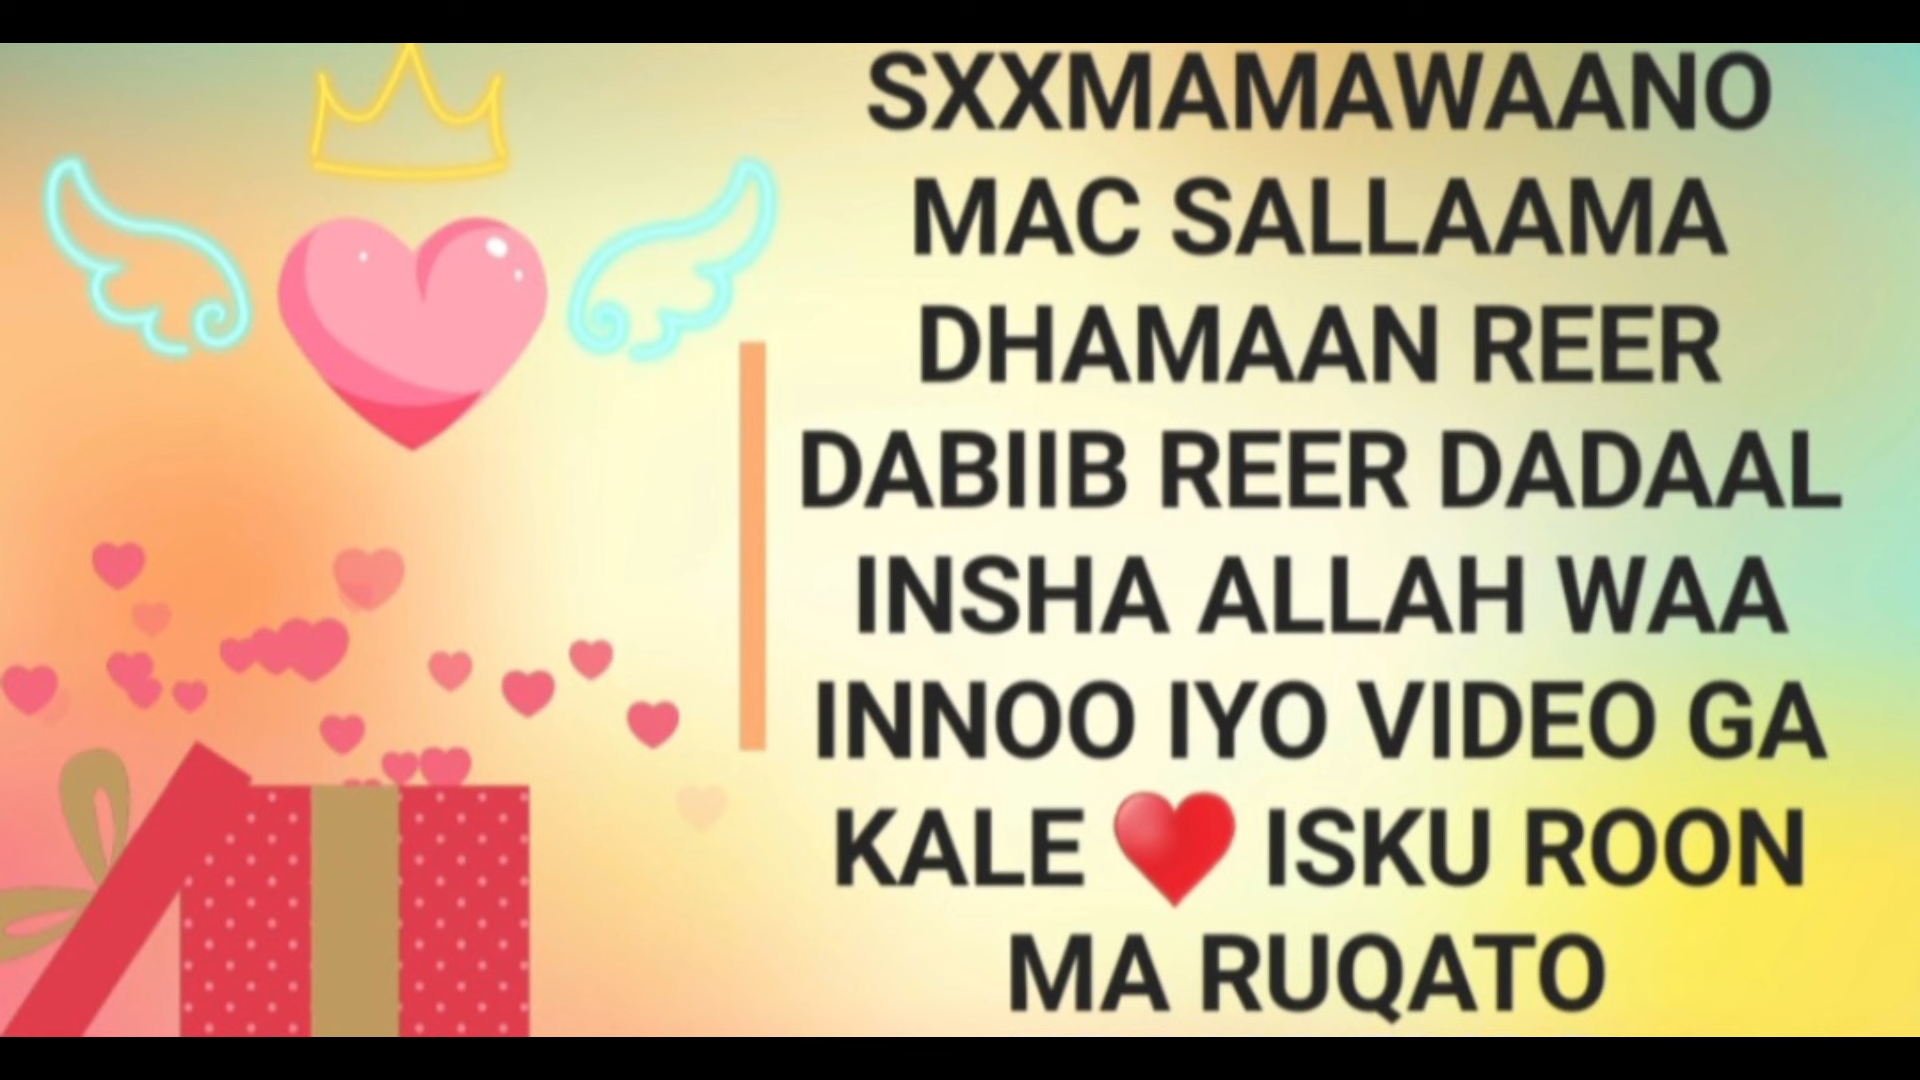 SXXMAMAWAANO
MAC SALLAAMA
DHAMAAN REER
DABIIB REER DADAAL
INSHA ALLAH WAA
INNOO IYO VIDEO GA
KALE ♥ ISKU ROON
MA RUQATO